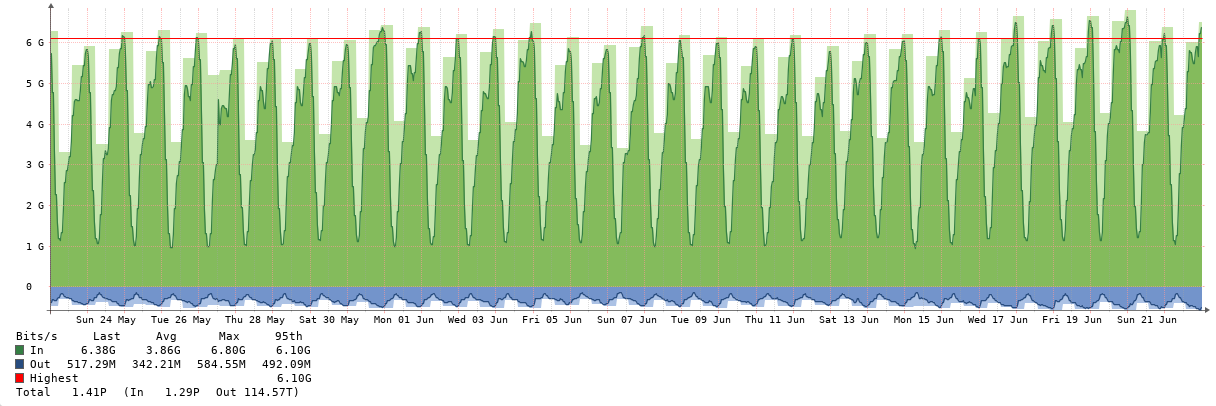 6 G
5 G
4 G
3 G
2 G
1 G
0
Sun 24 May Tue 26 May Thu 28 May Sat 30 May Mon 01 Jun Wed 03 Jun Fri 05 Jun Sun 07 Jun Tue 09 Jun Thu 11 Jun Sat 13 Jun Mon 15 Jun Wed 17 Jun Fri 19 Jun Sun 21 Jun
Bits/s Last Avg Max 95th
In 6.38G 3.86G 6.80G 6.10G
Out 517.29M 342.21M 584.55M 492.09M
Highest 6.10G
Total 1.41P (In 1.29P Out 114.57T)